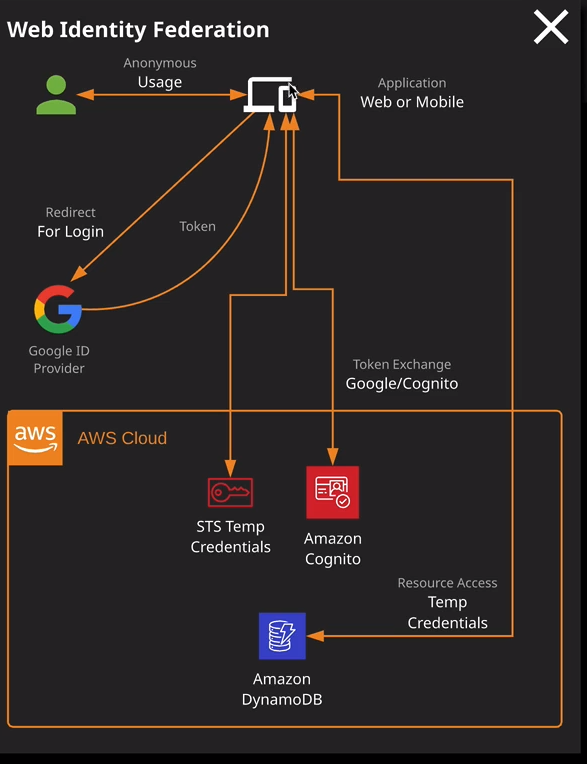 Web Identity Federation
Anonymous
Usage
Application
Web or Mobile
Redirect
For Login
Token
Google ID
Provider
Token Exchange
Google/Cognito
aws
AWS Cloud
STS Temp
Credentials
Amazon
Cognito
Resource Access
Temp
Credentials
Amazon
DynamoDB